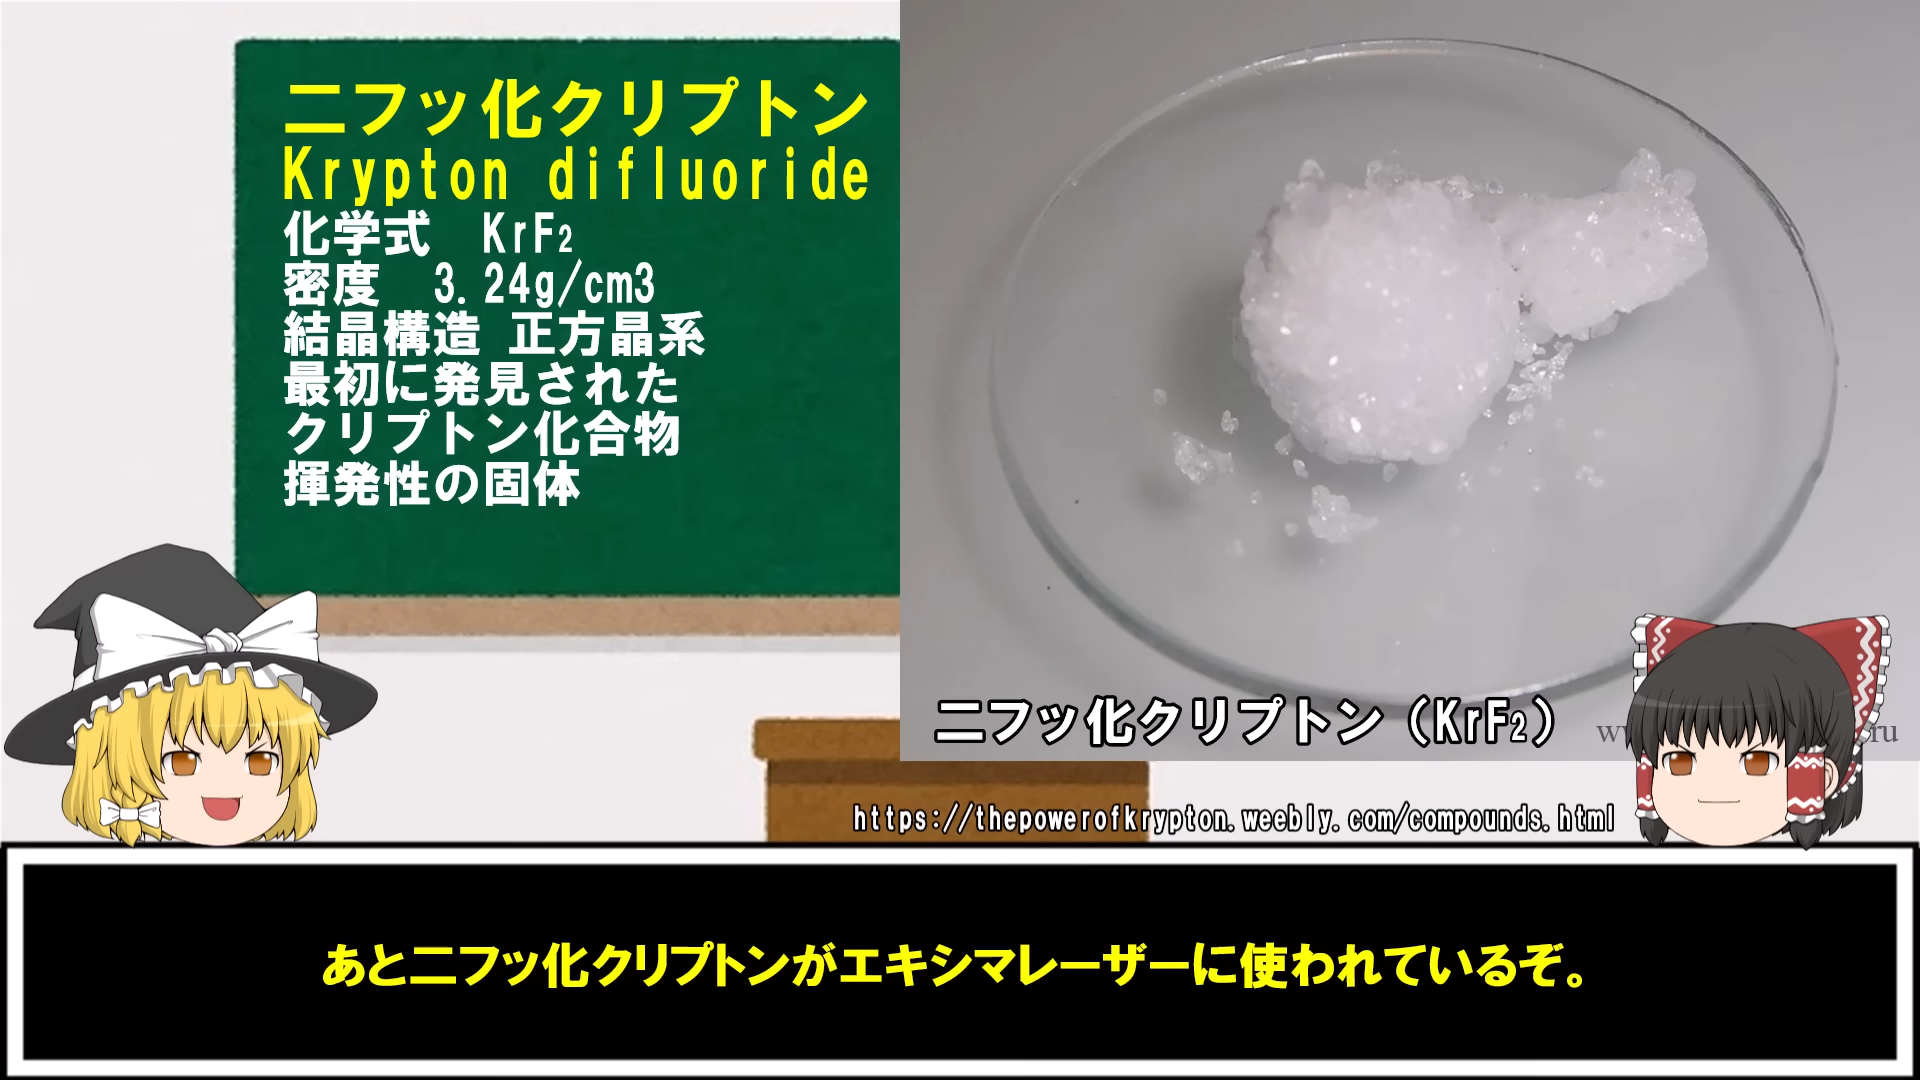 二フッ化クリプトン
Krypton difluoride
化学式 KrF₂
密度 3.24g/cm3
結晶構造 正方晶系
最初に発見された
クリプトン化合物
揮発性の固体
二フッ化クリプトン（KrF₂）
https://thepowerofkrypton.weebly.com/compounds.html
あと二フッ化クリプトンがエキシマレーザーに使われているぞ。